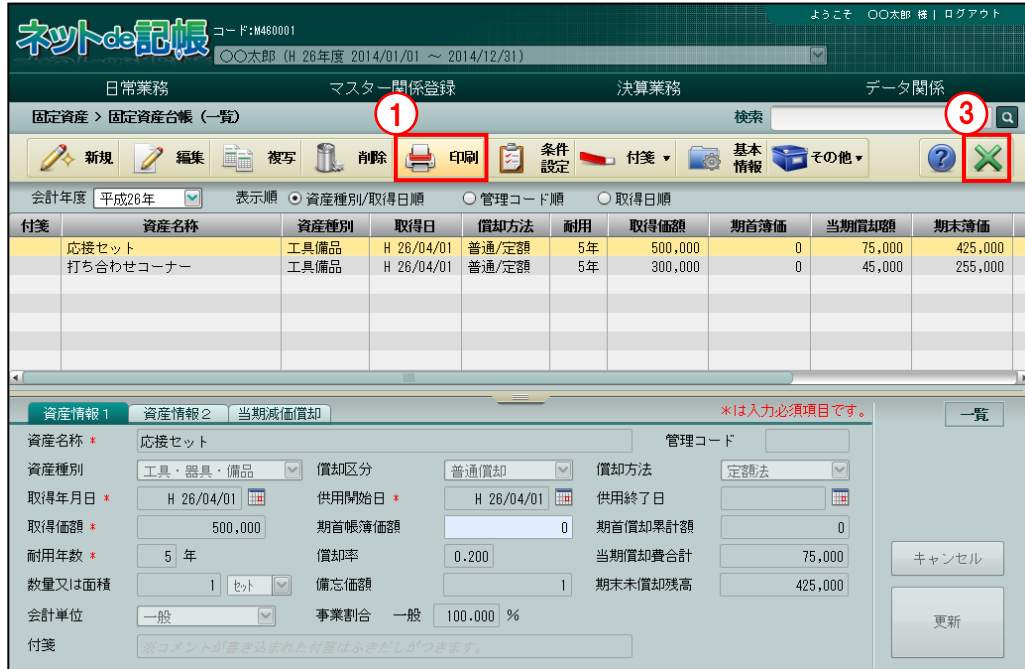 ようこそ 〇〇太郎 様 | ログアウト
ネットde記帳 コード:M460001
〇〇太郎 (H 26年度 2014/01/01 ～ 2014/12/31)
日常業務 マスター関係登録 決算業務 データ関係
固定資産 > 固定資産台帳 (一覧) ① 検索 ③
新規 編集 複写 削除 印刷 条件設定 付箋 ▼ 基本情報 その他 ▼ ?
会計年度 平成26年 表示順 資産種別/取得日順 管理コード順 取得日順
付箋 資産名称 資産種別 取得日 償却方法 耐用 取得価額 期首簿価 当期償却額 期末簿価
応接セット 工具備品 H 26/04/01 普通/定額 5年 500,000 0 75,000 425,000
打ち合わせコーナー 工具備品 H 26/04/01 普通/定額 5年 300,000 0 45,000 255,000
資産情報1 資産情報2 当期減価償却 *は入力必須項目です。 一覧
資産名称 * 応接セット 管理コード
資産種別 工具・器具・備品 償却区分 普通償却 償却方法 定額法
取得年月日 * H 26/04/01 供用開始日 * H 26/04/01 供用終了日
取得価額 * 500,000 期首帳簿価額 0 期首償却累計額 0
耐用年数 * 5 年 償却率 0.200 当期償却費合計 75,000 キャンセル
数量又は面積 1 セット 備忘価額 1 期末未償却残高 425,000
会計単位 一般 事業割合 一般 100.000 % 更新
付箋 ※コメントが書き込まれた付箋はふきだしがつきます。